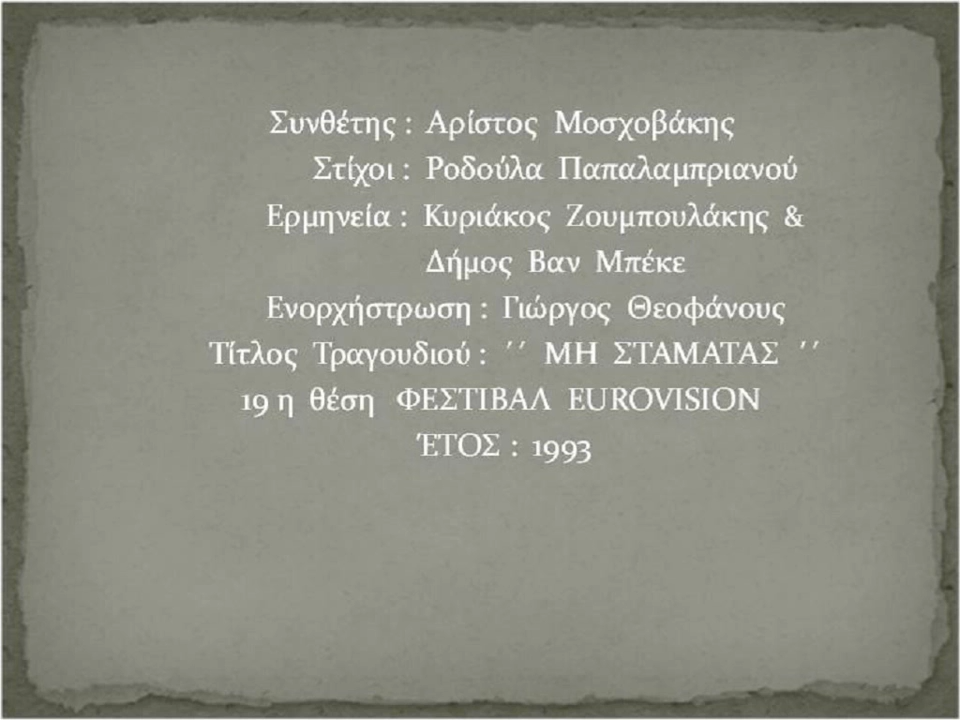 Συνθέτης : Αρίστος Μοσχοβάκης
Στίχοι : Ροδούλα Παπαλαμπριανού
Ερμηνεία : Κυριάκος Ζουμπουλάκης &
Δήμος Βαν Μπέκε
Ενορχήστρωση : Γιώργος Θεοφάνους
Τίτλος Τραγουδιού : ΄΄ ΜΗ ΣΤΑΜΑΤΑΣ ΄΄
19 η θέση ΦΕΣΤΙΒΑΛ EUROVISION
ΈΤΟΣ : 1993